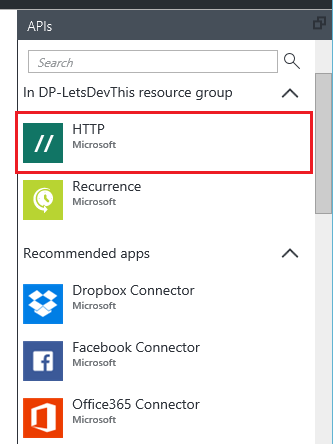 APIs
Search
In DP-LetsDevThis resource group
//
HTTP
Microsoft
Recurrence
Microsoft
Recommended apps
Dropbox Connector
Microsoft
Facebook Connector
Microsoft
Office365 Connector
Microsoft